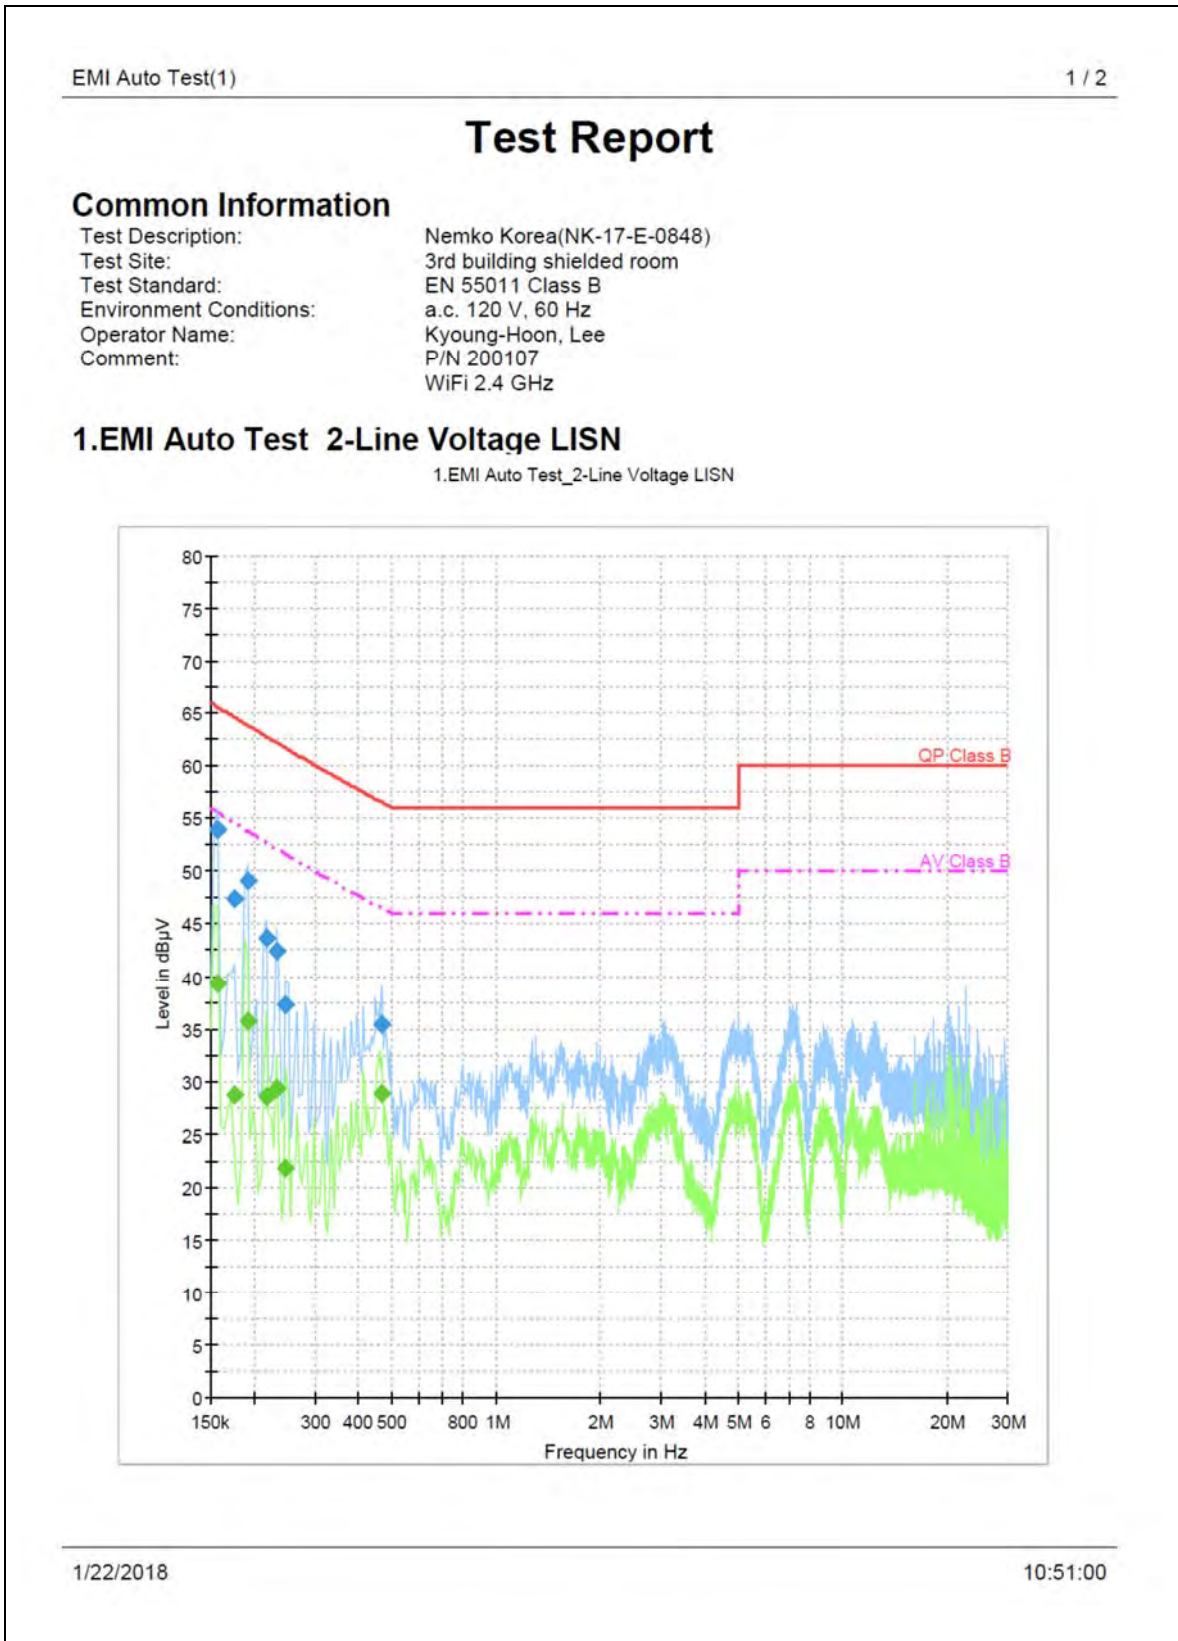 EMI Auto Test(1) 1 / 2
Test Report
Common Information
Test Description: Nemko Korea(NK-17-E-0848)
Test Site: 3rd building shielded room
Test Standard: EN 55011 Class B
Environment Conditions: a.c. 120 V, 60 Hz
Operator Name: Kyoung-Hoon, Lee
Comment: P/N 200107
WiFi 2.4 GHz
1.EMI Auto Test 2-Line Voltage LISN
1.EMI Auto Test_2-Line Voltage LISN
80
75
70
65
60
55
50
45
40
35
30
25
20
15
10
5
0
Level in dBµV
QP Class B
AV Class B
150k 300 400 500 800 1M 2M 3M 4M 5M 6 8 10M 20M 30M
Frequency in Hz
1/22/2018 10:51:00